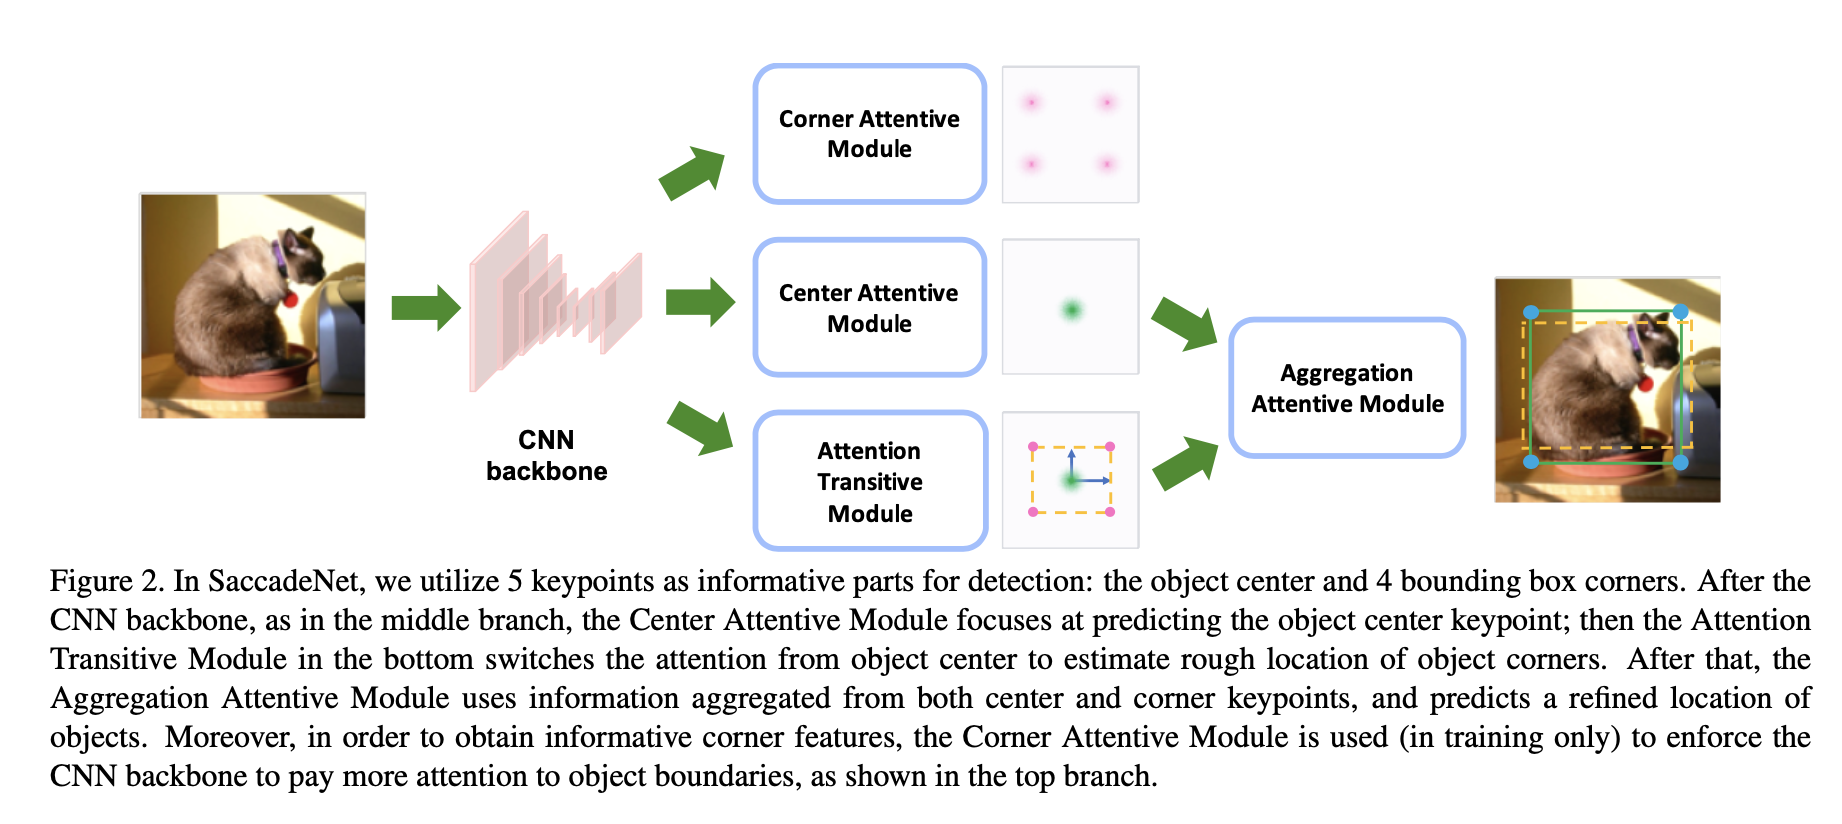 Corner Attentive
Module
Center Attentive
Module
Attention
Transitive
Module
CNN
backbone
Aggregation
Attentive Module
Figure 2. In SaccadeNet, we utilize 5 keypoints as informative parts for detection: the object center and 4 bounding box corners. After the
CNN backbone, as in the middle branch, the Center Attentive Module focuses at predicting the object center keypoint; then the Attention
Transitive Module in the bottom switches the attention from object center to estimate rough location of object corners. After that, the
Aggregation Attentive Module uses information aggregated from both center and corner keypoints, and predicts a refined location of
objects. Moreover, in order to obtain informative corner features, the Corner Attentive Module is used (in training only) to enforce the
CNN backbone to pay more attention to object boundaries, as shown in the top branch.